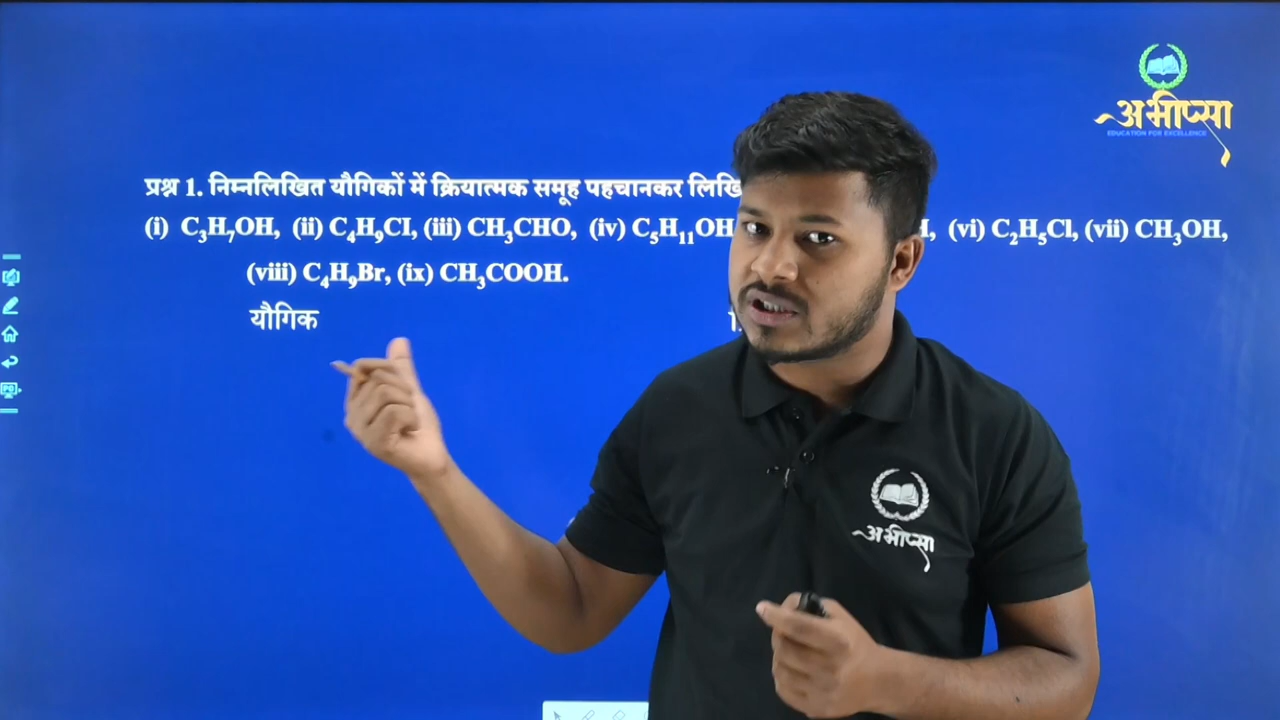 अभीप्सा
EDUCATION FOR EXCELLENCE
प्रश्न 1. निम्नलिखित यौगिकों में क्रियात्मक समूह पहचानकर
(i) C₃H₇OH, (ii) C₄H₉CI, (iii) CH₃CHO, (iv) C₅H₁₁OH (vi) C₂H₅Cl, (vii) CH₃OH,
(viii) C₄H₉Br, (ix) CH₃COOH.
यौगिक
अभीप्सा